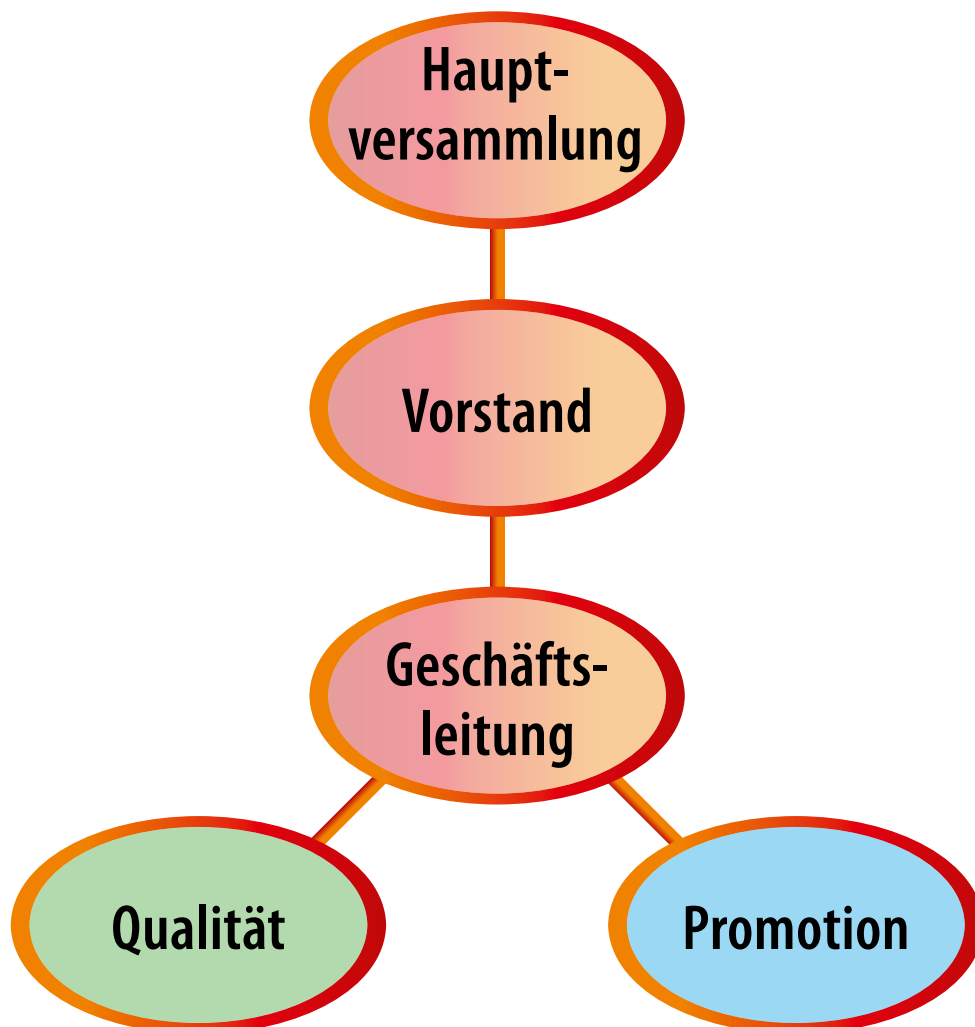 Haupt-
versammlung
Vorstand
Geschäfts-
leitung
Qualität
Promotion